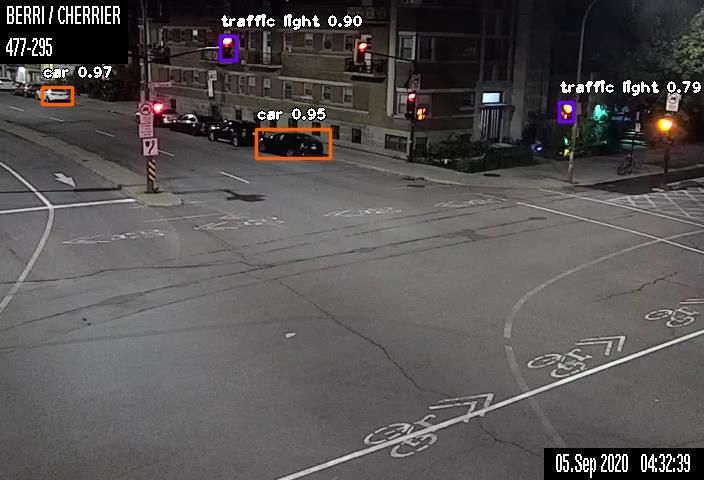 BERRI / CHERRIER
477-295
traffic light 0.90
car 0.97
traffic light 0.79
car 0.95
05.Sep 2020 04:32:39